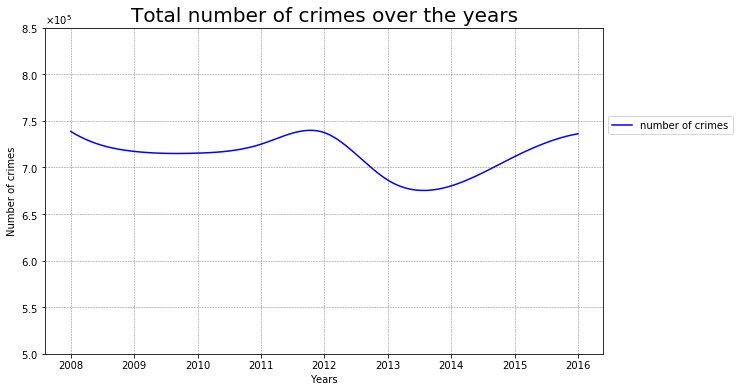 Total number of crimes over the years
×10⁵
8.5
8.0
7.5
7.0
6.5
6.0
5.5
5.0
Number of crimes
2008 2009 2010 2011 2012 2013 2014 2015 2016
Years
number of crimes